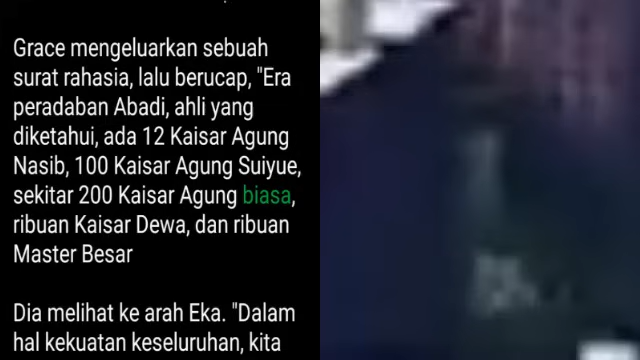 Grace mengeluarkan sebuah
surat rahasia, lalu berucap, "Era
peradaban Abadi, ahli yang
diketahui, ada 12 Kaisar Agung
Nasib, 100 Kaisar Agung Suiyue,
sekitar 200 Kaisar Agung biasa,
ribuan Kaisar Dewa, dan ribuan
Master Besar
Dia melihat ke arah Eka. "Dalam
hal kekuatan keseluruhan, kita